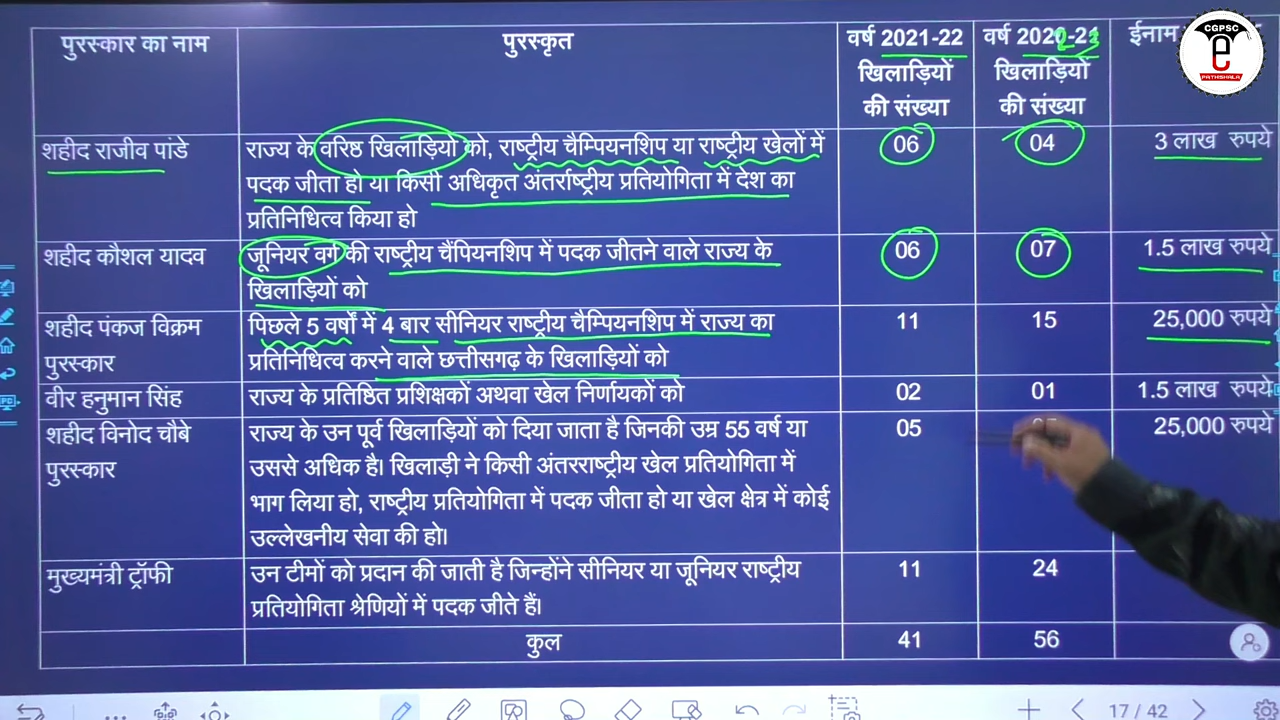 पुरस्कार का नाम
पुरस्कृत
वर्ष 2021-22
खिलाड़ियों
की संख्या
वर्ष 2020-21
खिलाड़ियों
की संख्या
ईनाम
CGPSC
e
PATHSHALA
शहीद राजीव पांडे
राज्य के वरिष्ठ खिलाड़ियो को, राष्ट्रीय चैम्पियनशिप या राष्ट्रीय खेलों में
पदक जीता हो या किसी अधिकृत अंतर्राष्ट्रीय प्रतियोगिता में देश का
प्रतिनिधित्व किया हो
06
04
3 लाख रुपये
शहीद कौशल यादव
जूनियर वर्ग की राष्ट्रीय चैंपियनशिप में पदक जीतने वाले राज्य के
खिलाड़ियों को
06
07
1.5 लाख रुपये
शहीद पंकज विक्रम
पुरस्कार
पिछले 5 वर्षों में 4 बार सीनियर राष्ट्रीय चैम्पियनशिप में राज्य का
प्रतिनिधित्व करने वाले छत्तीसगढ़ के खिलाड़ियों को
11
15
25,000 रुपये
वीर हनुमान सिंह
राज्य के प्रतिष्ठित प्रशिक्षकों अथवा खेल निर्णायकों को
02
01
1.5 लाख रुपये
शहीद विनोद चौबे
पुरस्कार
राज्य के उन पूर्व खिलाड़ियों को दिया जाता है जिनकी उम्र 55 वर्ष या
उससे अधिक है। खिलाड़ी ने किसी अंतरराष्ट्रीय खेल प्रतियोगिता में
भाग लिया हो, राष्ट्रीय प्रतियोगिता में पदक जीता हो या खेल क्षेत्र में कोई
उल्लेखनीय सेवा की हो।
05
25,000 रुपये
मुख्यमंत्री ट्रॉफी
उन टीमों को प्रदान की जाती है जिन्होंने सीनियर या जूनियर राष्ट्रीय
प्रतियोगिता श्रेणियों में पदक जीते हैं।
11
24
कुल
41
56
17 / 42